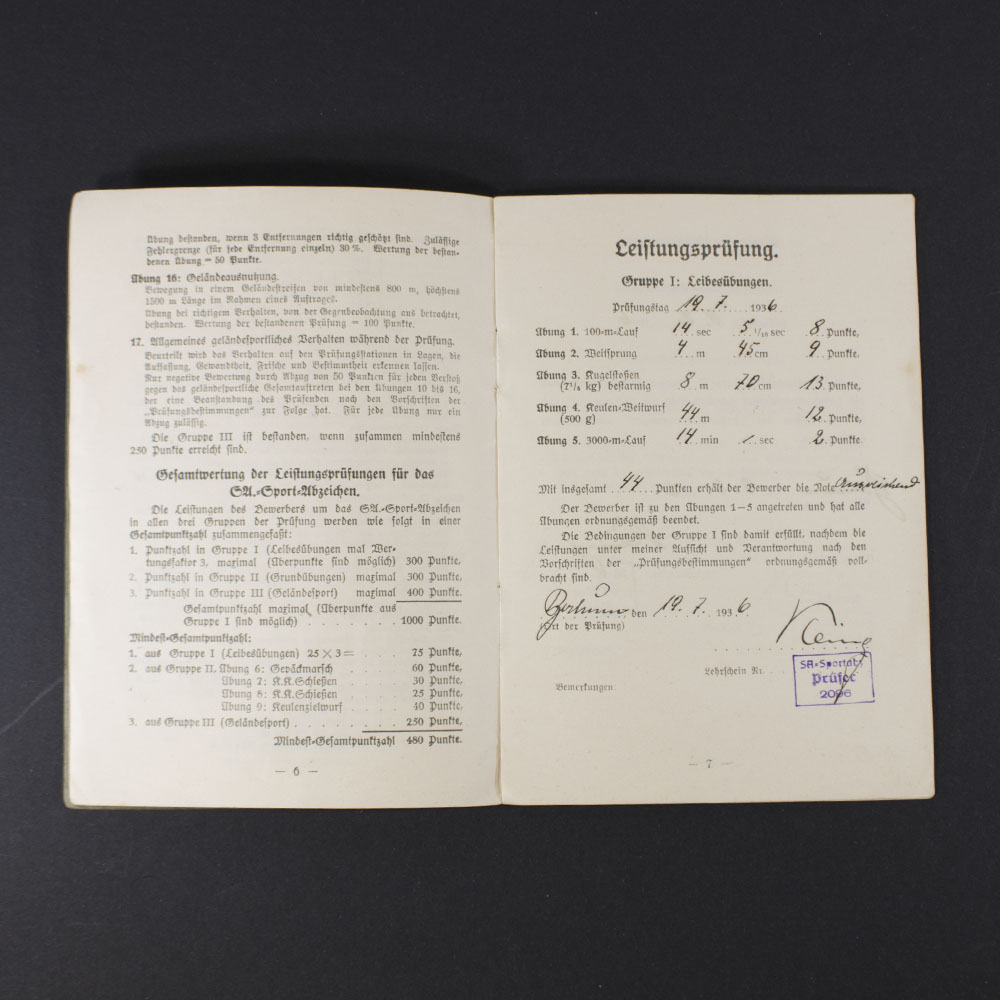 Übung bestanden, wenn 3 Entfernungen richtig geschätzt sind. Zulässige
Fehlergrenze (für jede Entfernung einzeln) 30 %. Wertung der bestan-
denen Übung = 50 Punkte.
Übung 16: Geländeausnutzung.
Bewegung in einem Geländestreifen von mindestens 800 m, höchstens
1500 m Länge im Rahmen eines Auftrages.
Übung bei richtigem Verhalten, von der Gegenbeobachtung aus betrachtet,
bestanden. Wertung der bestandenen Prüfung = 100 Punkte.
17. Allgemeines geländesportliches Verhalten während der Prüfung.
Beurteilt wird das Verhalten auf den Prüfungsstationen in Lagen, die
Auffassung, Gewandtheit, Frische und Bestimmtheit erkennen lassen.
Nur negative Bewertung durch Abzug von 50 Punkten für jeden Verstoß
gegen das geländesportliche Gesamtauftreten bei den Übungen 10 bis 16,
der eine Beanstandung des Prüfenden nach den Vorschriften der
„Prüfungsbestimmungen" zur Folge hat. Für jede Übung nur ein
Abzug zulässig.
Die Gruppe III ist bestanden, wenn zusammen mindestens
250 Punkte erreicht sind.
Gesamtwertung der Leistungsprüfungen für das
SA.-Sport-Abzeichen.
Die Leistungen des Bewerbers um das SA.-Sport-Abzeichen
in allen drei Gruppen der Prüfung werden wie folgt in einer
Gesamtpunktzahl zusammengefaßt:
1. Punktzahl in Gruppe I (Leibesübungen mal Wer-
tungsfaktor 3, maximal (Überpunkte sind möglich) 300 Punkte.
2. Punktzahl in Gruppe II (Grundübungen) maximal 300 Punkte,
3. Punktzahl in Gruppe III (Geländesport) maximal 400 Punkte.
Gesamtpunktzahl maximal (Überpunkte aus
Gruppe I sind möglich) . . . . . . . . 1000 Punkte.
Mindest-Gesamtpunktzahl:
1. aus Gruppe I (Leibesübungen) 25 × 3 = . . 75 Punkte,
2. aus Gruppe II. Übung 6: Gepäckmarsch . . . 60 Punkte,
Übung 7: K.K.Schießen . . . 30 Punkte,
Übung 8: K.K.Schießen . . . 25 Punkte,
Übung 9: Keulenzielwurf . . . 40 Punkte,
3. aus Gruppe III (Geländesport) . . . . . . . 250 Punkte,
Mindest-Gesamtpunktzahl 480 Punkte.
— 6 —
Leistungsprüfung.
Gruppe I: Leibesübungen.
Prüfungstag 19. 7. 1936
Übung 1. 100-m-Lauf 14 sec 5 1/10 sec 8 Punkte,
Übung 2. Weitsprung 4 m 45 cm 9 Punkte,
Übung 3. Kugelstoßen
(7¼ kg) bestarmig 8 m 70 cm 13 Punkte,
Übung 4. Keulen-Weitwurf
(500 g) 44 m 12 Punkte,
Übung 5. 3000-m-Lauf 14 min - sec 2 Punkte.
Mit insgesamt 44 Punkten erhält der Bewerber die Note
Der Bewerber ist zu den Übungen 1—5 angetreten und hat alle
Übungen ordnungsgemäß beendet.
Die Bedingungen der Gruppe I sind damit erfüllt, nachdem die
Leistungen unter meiner Aufsicht und Verantwortung nach den
Vorschriften der „Prüfungsbestimmungen" ordnungsgemäß voll-
bracht sind.
den 19. 7. 1936
(Ort der Prüfung)
Lehrschein Nr. . . .
SA-Sportabz.
Prüfer
2096
Bemerkungen:
— 7 —